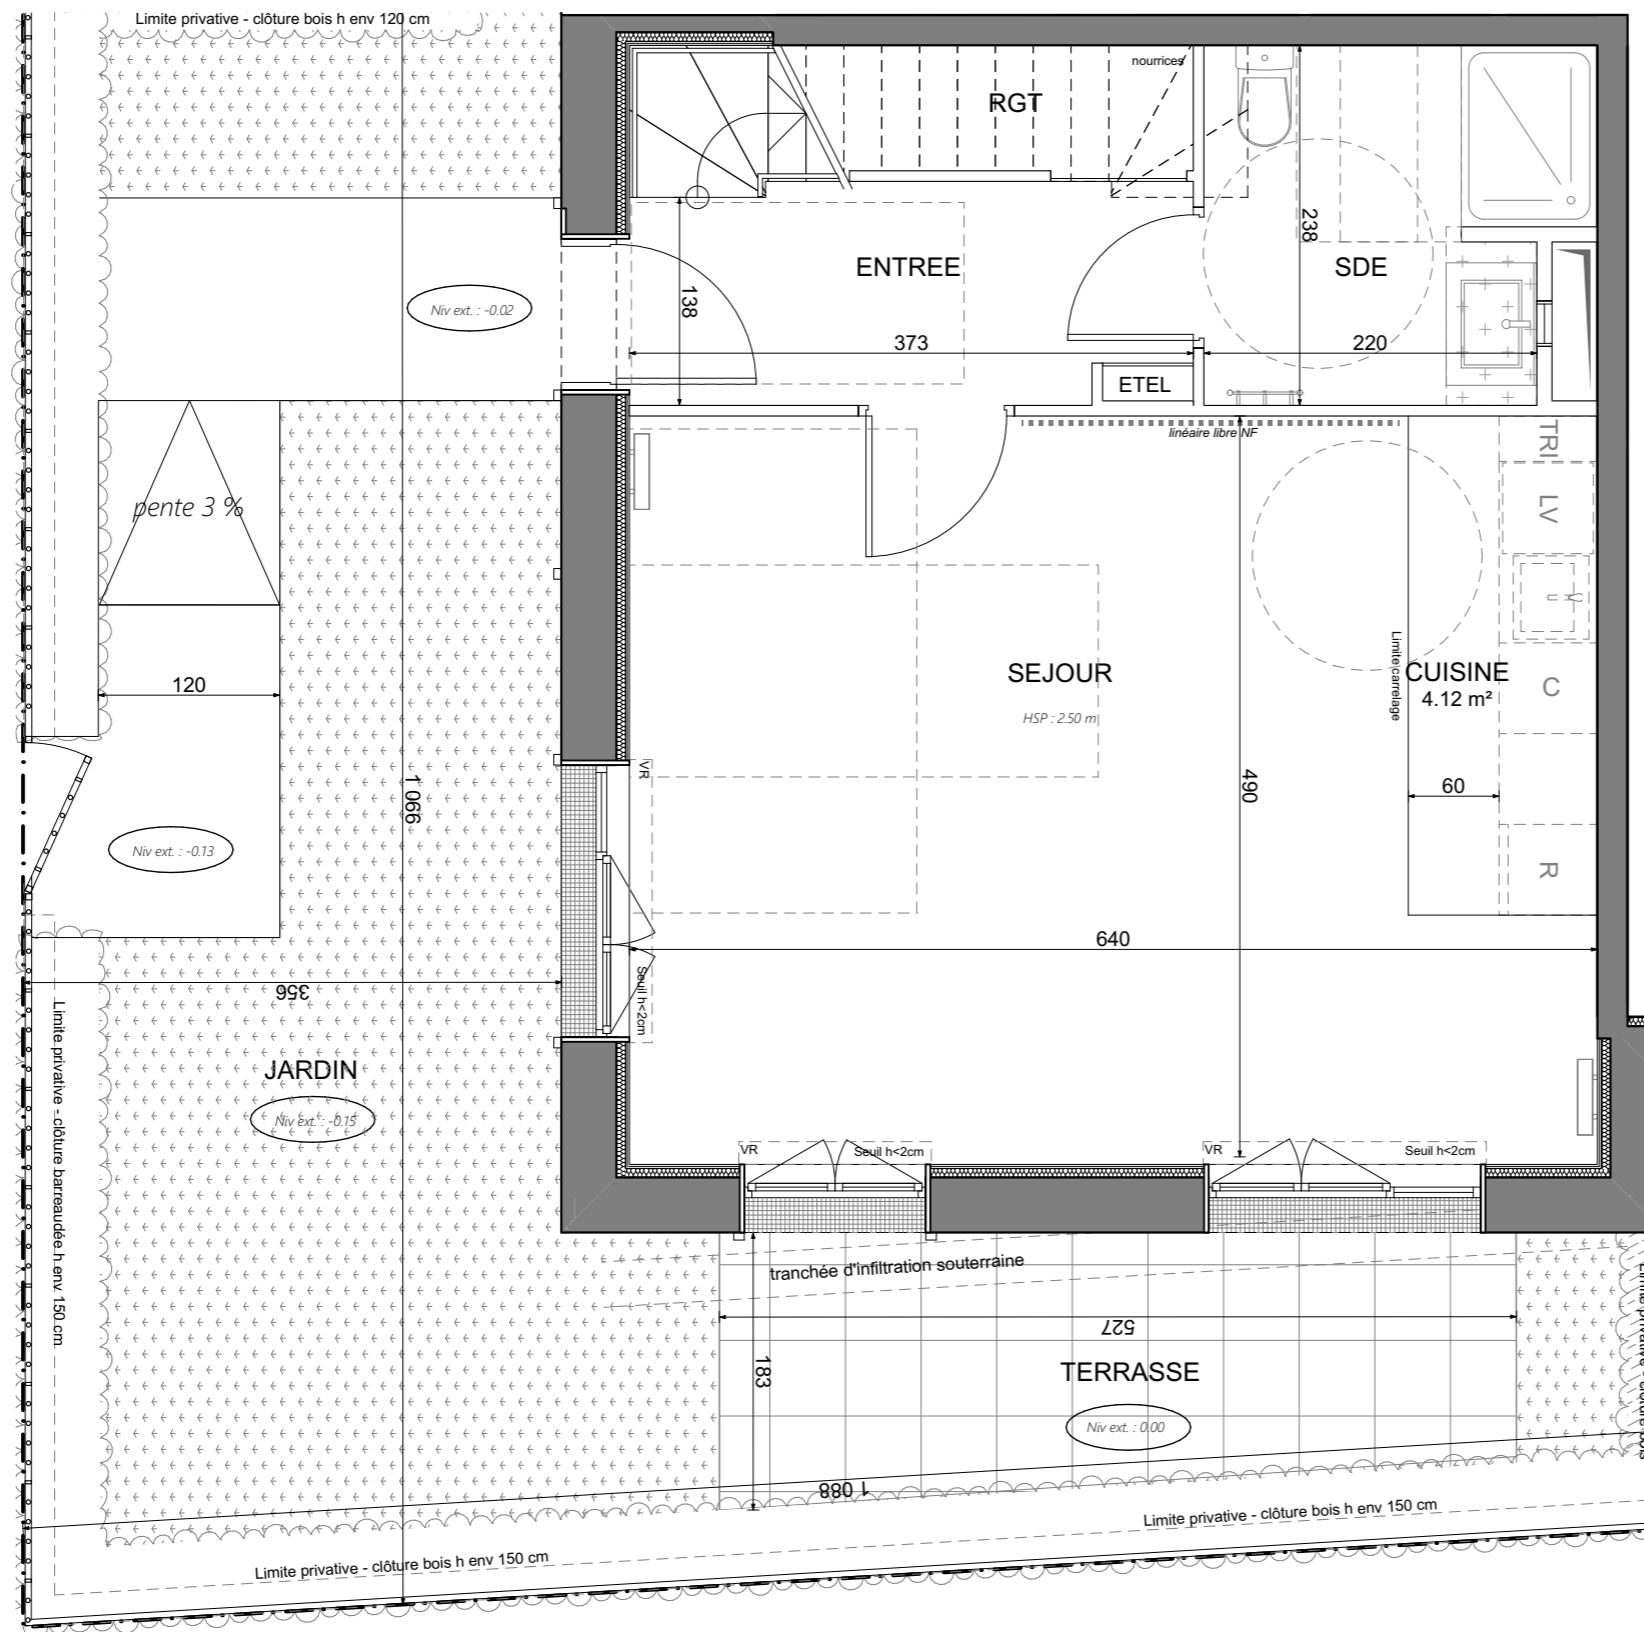 Limite privative - clôture bois h env 120 cm
nourrices
RGT
ENTREE
SDE
238
138
Niv ext. : -0.02
373
220
ETEL
linéaire libre NF
TRI
LV
pente 3 %
Limite carrelage
SEJOUR
HSP : 2.50 m
CUISINE
4.12 m²
C
120
1 066
VR
490
60
Niv ext. : -0.13
R
640
356
Seuil h<2cm
Limite privative - clôture barreaudée h env 150 cm
JARDIN
Niv ext. : -0.15
VR
Seuil h<2cm
VR
Seuil h<2cm
tranchée d'infiltration souterraine
527
183
TERRASSE
Niv ext. : 0.00
Limite privative - clôture bois
1 088
Limite privative - clôture bois h env 150 cm
Limite privative - clôture bois h env 150 cm